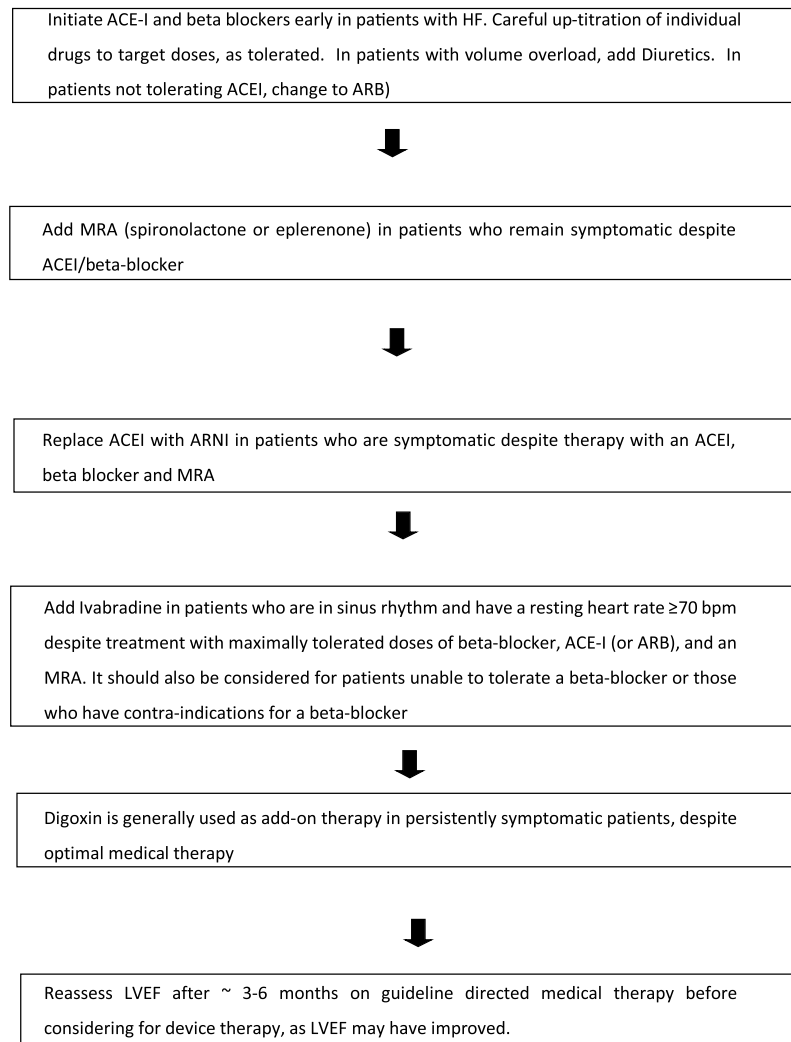 Initiate ACE-I and beta blockers early in patients with HF. Careful up-titration of individual
drugs to target doses, as tolerated. In patients with volume overload, add Diuretics. In
patients not tolerating ACEI, change to ARB)
Add MRA (spironolactone or eplerenone) in patients who remain symptomatic despite
ACEI/beta-blocker
Replace ACEI with ARNI in patients who are symptomatic despite therapy with an ACEI,
beta blocker and MRA
Add Ivabradine in patients who are in sinus rhythm and have a resting heart rate ≥70 bpm
despite treatment with maximally tolerated doses of beta-blocker, ACE-I (or ARB), and an
MRA. It should also be considered for patients unable to tolerate a beta-blocker or those
who have contra-indications for a beta-blocker
Digoxin is generally used as add-on therapy in persistently symptomatic patients, despite
optimal medical therapy
Reassess LVEF after ~ 3-6 months on guideline directed medical therapy before
considering for device therapy, as LVEF may have improved.